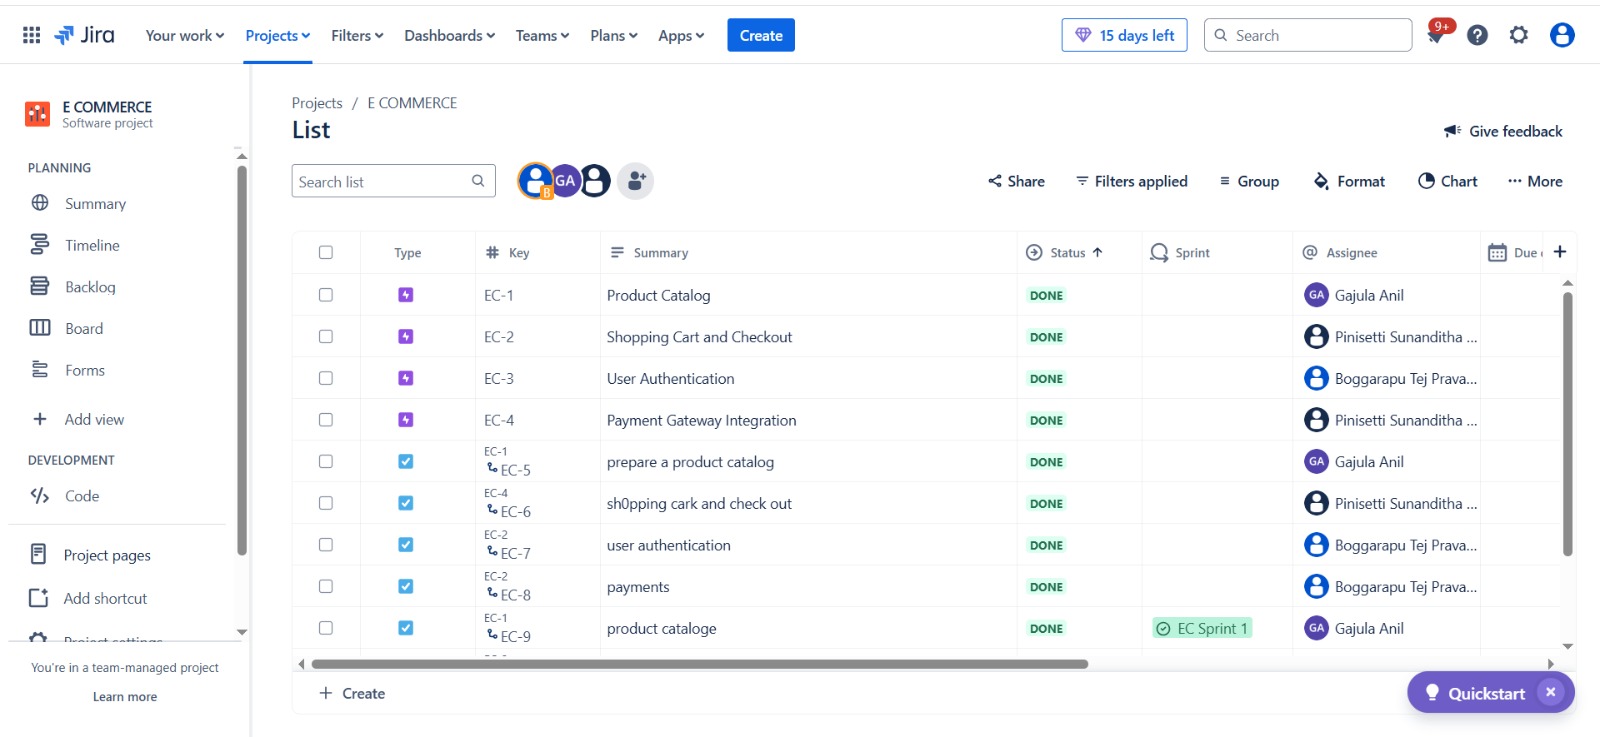 Jira Your work Projects Filters Dashboards Teams Plans Apps Create 15 days left Search 9+
E COMMERCE
Software project
PLANNING
Summary
Timeline
Backlog
Board
Forms
Add view
DEVELOPMENT
Code
Project pages
Add shortcut
Project settings
You're in a team-managed project
Learn more
Projects / E COMMERCE
List
Give feedback
Search list B GA Share Filters applied Group Format Chart More
Type Key Summary Status Sprint Assignee Due
EC-1 Product Catalog DONE GA Gajula Anil
EC-2 Shopping Cart and Checkout DONE Pinisetti Sunanditha ...
EC-3 User Authentication DONE Boggarapu Tej Prava...
EC-4 Payment Gateway Integration DONE Pinisetti Sunanditha ...
EC-1
EC-5 prepare a product catalog DONE GA Gajula Anil
EC-4
EC-6 sh0pping cark and check out DONE Pinisetti Sunanditha ...
EC-2
EC-7 user authentication DONE Boggarapu Tej Prava...
EC-2
EC-8 payments DONE Boggarapu Tej Prava...
EC-1
EC-9 product cataloge DONE EC Sprint 1 GA Gajula Anil
Create
Quickstart